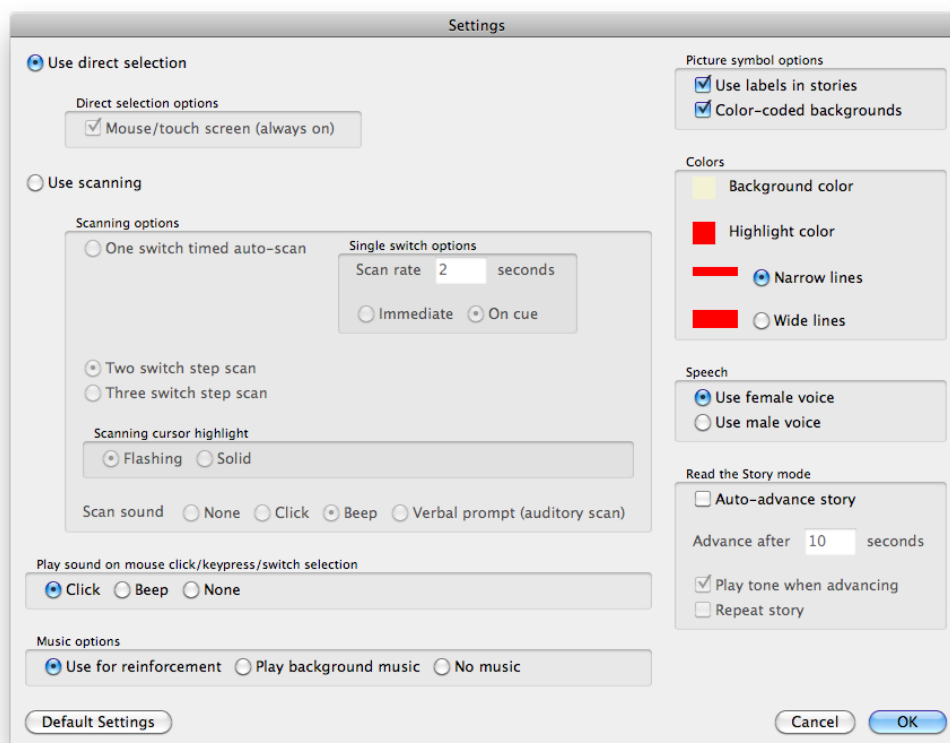 Settings
Use direct selection
Direct selection options
Mouse/touch screen (always on)
Use scanning
Scanning options
One switch timed auto-scan
Single switch options
Scan rate 2 seconds
Immediate On cue
Two switch step scan
Three switch step scan
Scanning cursor highlight
Flashing Solid
Scan sound None Click Beep Verbal prompt (auditory scan)
Play sound on mouse click/keypress/switch selection
Click Beep None
Music options
Use for reinforcement Play background music No music
Picture symbol options
Use labels in stories
Color-coded backgrounds
Colors
Background color
Highlight color
Narrow lines
Wide lines
Speech
Use female voice
Use male voice
Read the Story mode
Auto-advance story
Advance after 10 seconds
Play tone when advancing
Repeat story
Default Settings Cancel OK